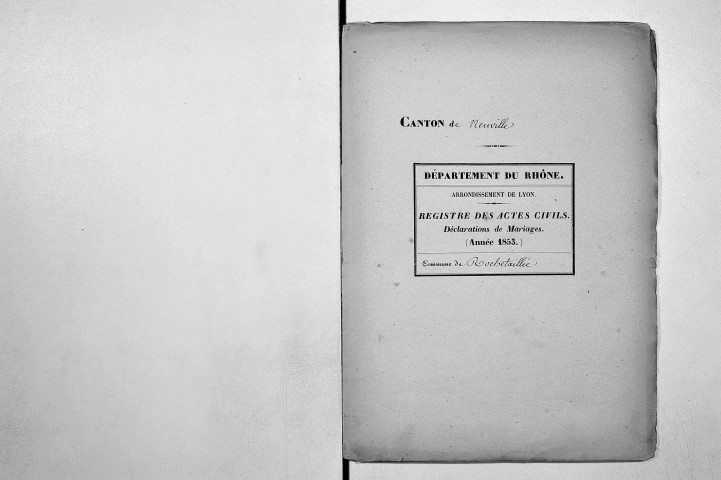 CANTON de Neuville
DÉPARTEMENT DU RHÔNE.
ARRONDISSEMENT DE LYON.
REGISTRE DES ACTES CIVILS.
Déclarations de Mariages.
(Année 1853.)
Commune de Rochetaillée